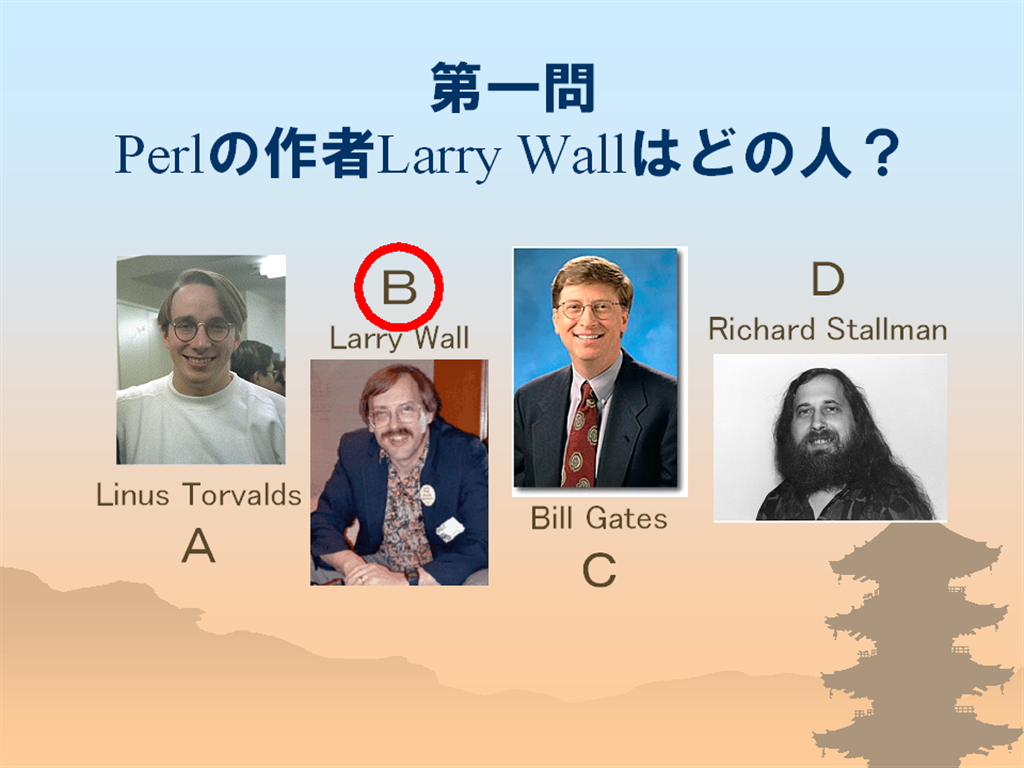 第一問
Perlの作者Larry Wallはどの人？
Linus Torvalds
A
B
Larry Wall
Bill Gates
C
D
Richard Stallman